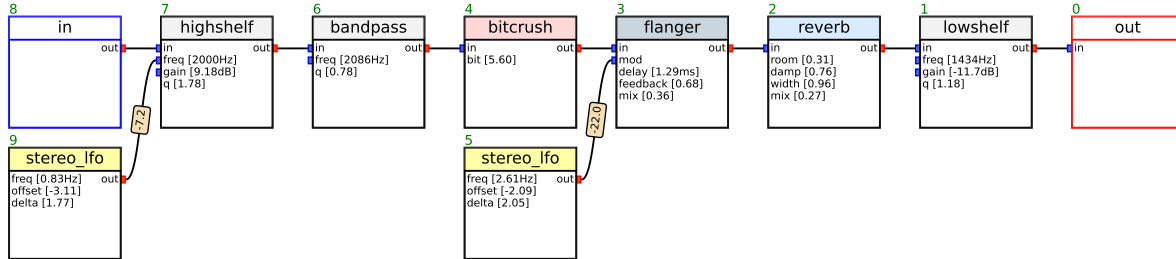 8
in
out
7
highshelf
in
out
freq [2000Hz]
gain [9.18dB]
q [1.78]
6
bandpass
in
out
freq [2086Hz]
q [0.78]
4
bitcrush
in
out
bit [5.60]
3
flanger
in
out
mod
delay [1.29ms]
feedback [0.68]
mix [0.36]
2
reverb
in
out
room [0.31]
damp [0.76]
width [0.96]
mix [0.27]
1
lowshelf
in
out
freq [1434Hz]
gain [-11.7dB]
q [1.18]
0
out
in
-7.2
-22.0
9
stereo_lfo
freq [0.83Hz]
out
offset [-3.11]
delta [1.77]
5
stereo_lfo
freq [2.61Hz]
out
offset [-2.09]
delta [2.05]